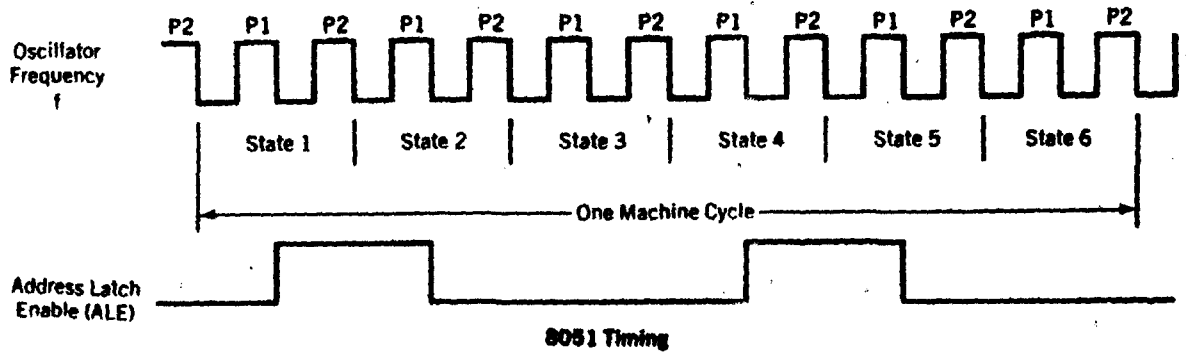 P2 P1 P2 P1 P2 P1 P2 P1 P2 P1 P2 P1 P2
Oscillator
Frequency
f
State 1 State 2 State 3 State 4 State 5 State 6
One Machine Cycle
Address Latch
Enable (ALE)
8051 Timing